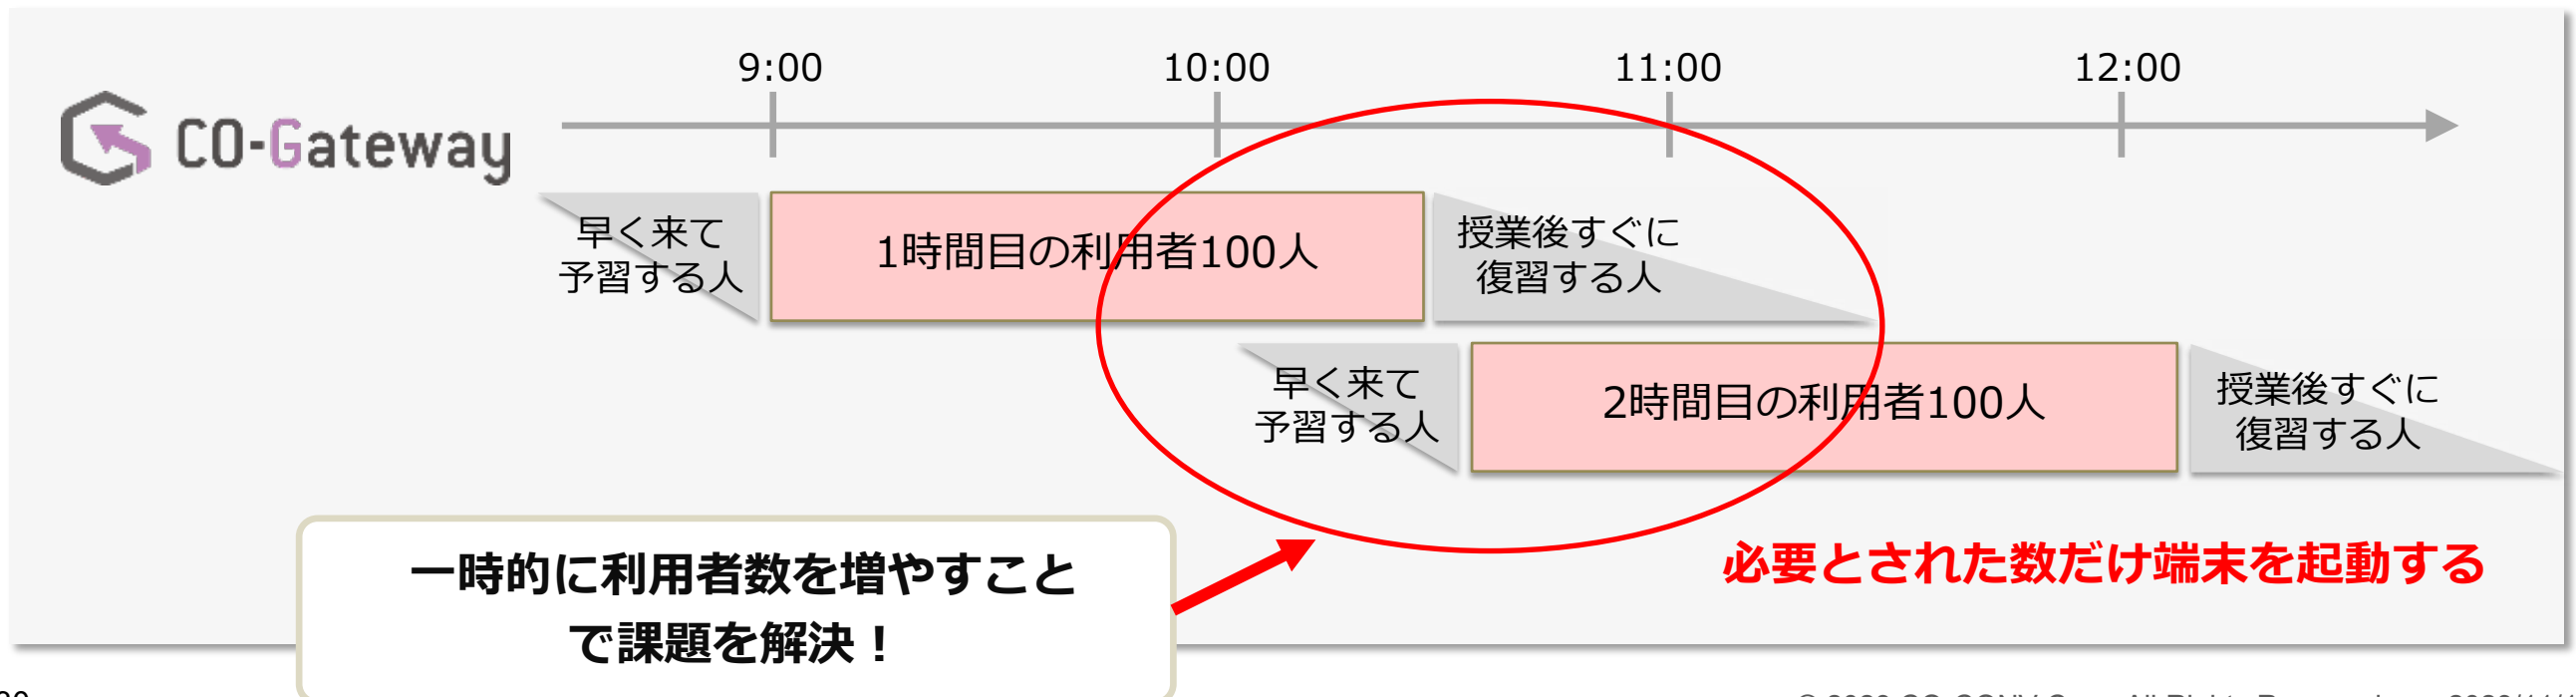 9:00
10:00
11:00
12:00
CO-Gateway
早く来て
予習する人
1時間目の利用者100人
授業後すぐに
復習する人
早く来て
予習する人
2時間目の利用者100人
授業後すぐに
復習する人
一時的に利用者数を増やすこと
で課題を解決！
必要とされた数だけ端末を起動する